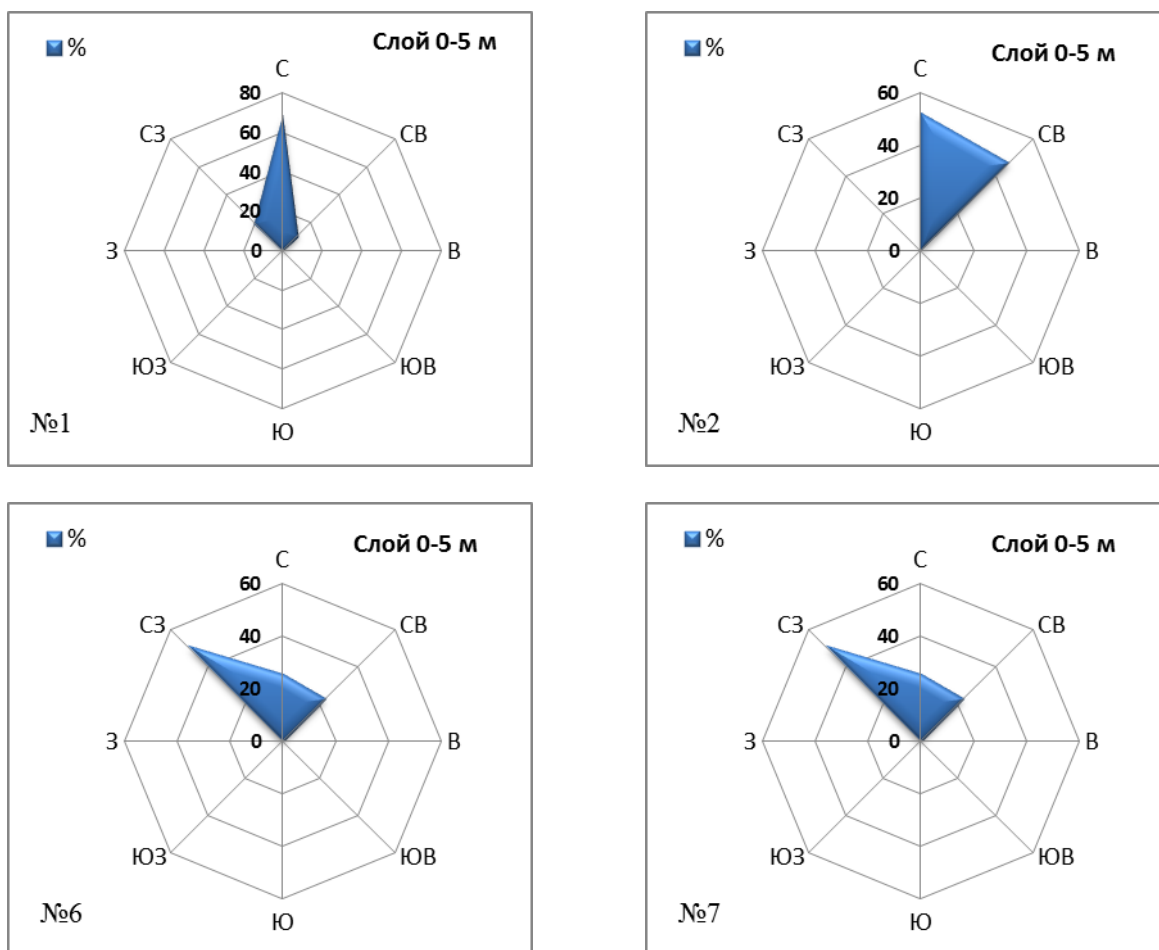 % Слой 0-5 м
С
80
СЗ СВ
60
40
20
З 0 В
ЮЗ ЮВ
Ю
№1
% Слой 0-5 м
С
60
СЗ СВ
40
20
З 0 В
ЮЗ ЮВ
Ю
№2
% Слой 0-5 м
С
60
СЗ СВ
40
20
З 0 В
ЮЗ ЮВ
Ю
№6
% Слой 0-5 м
С
60
СЗ СВ
40
20
З 0 В
ЮЗ ЮВ
Ю
№7